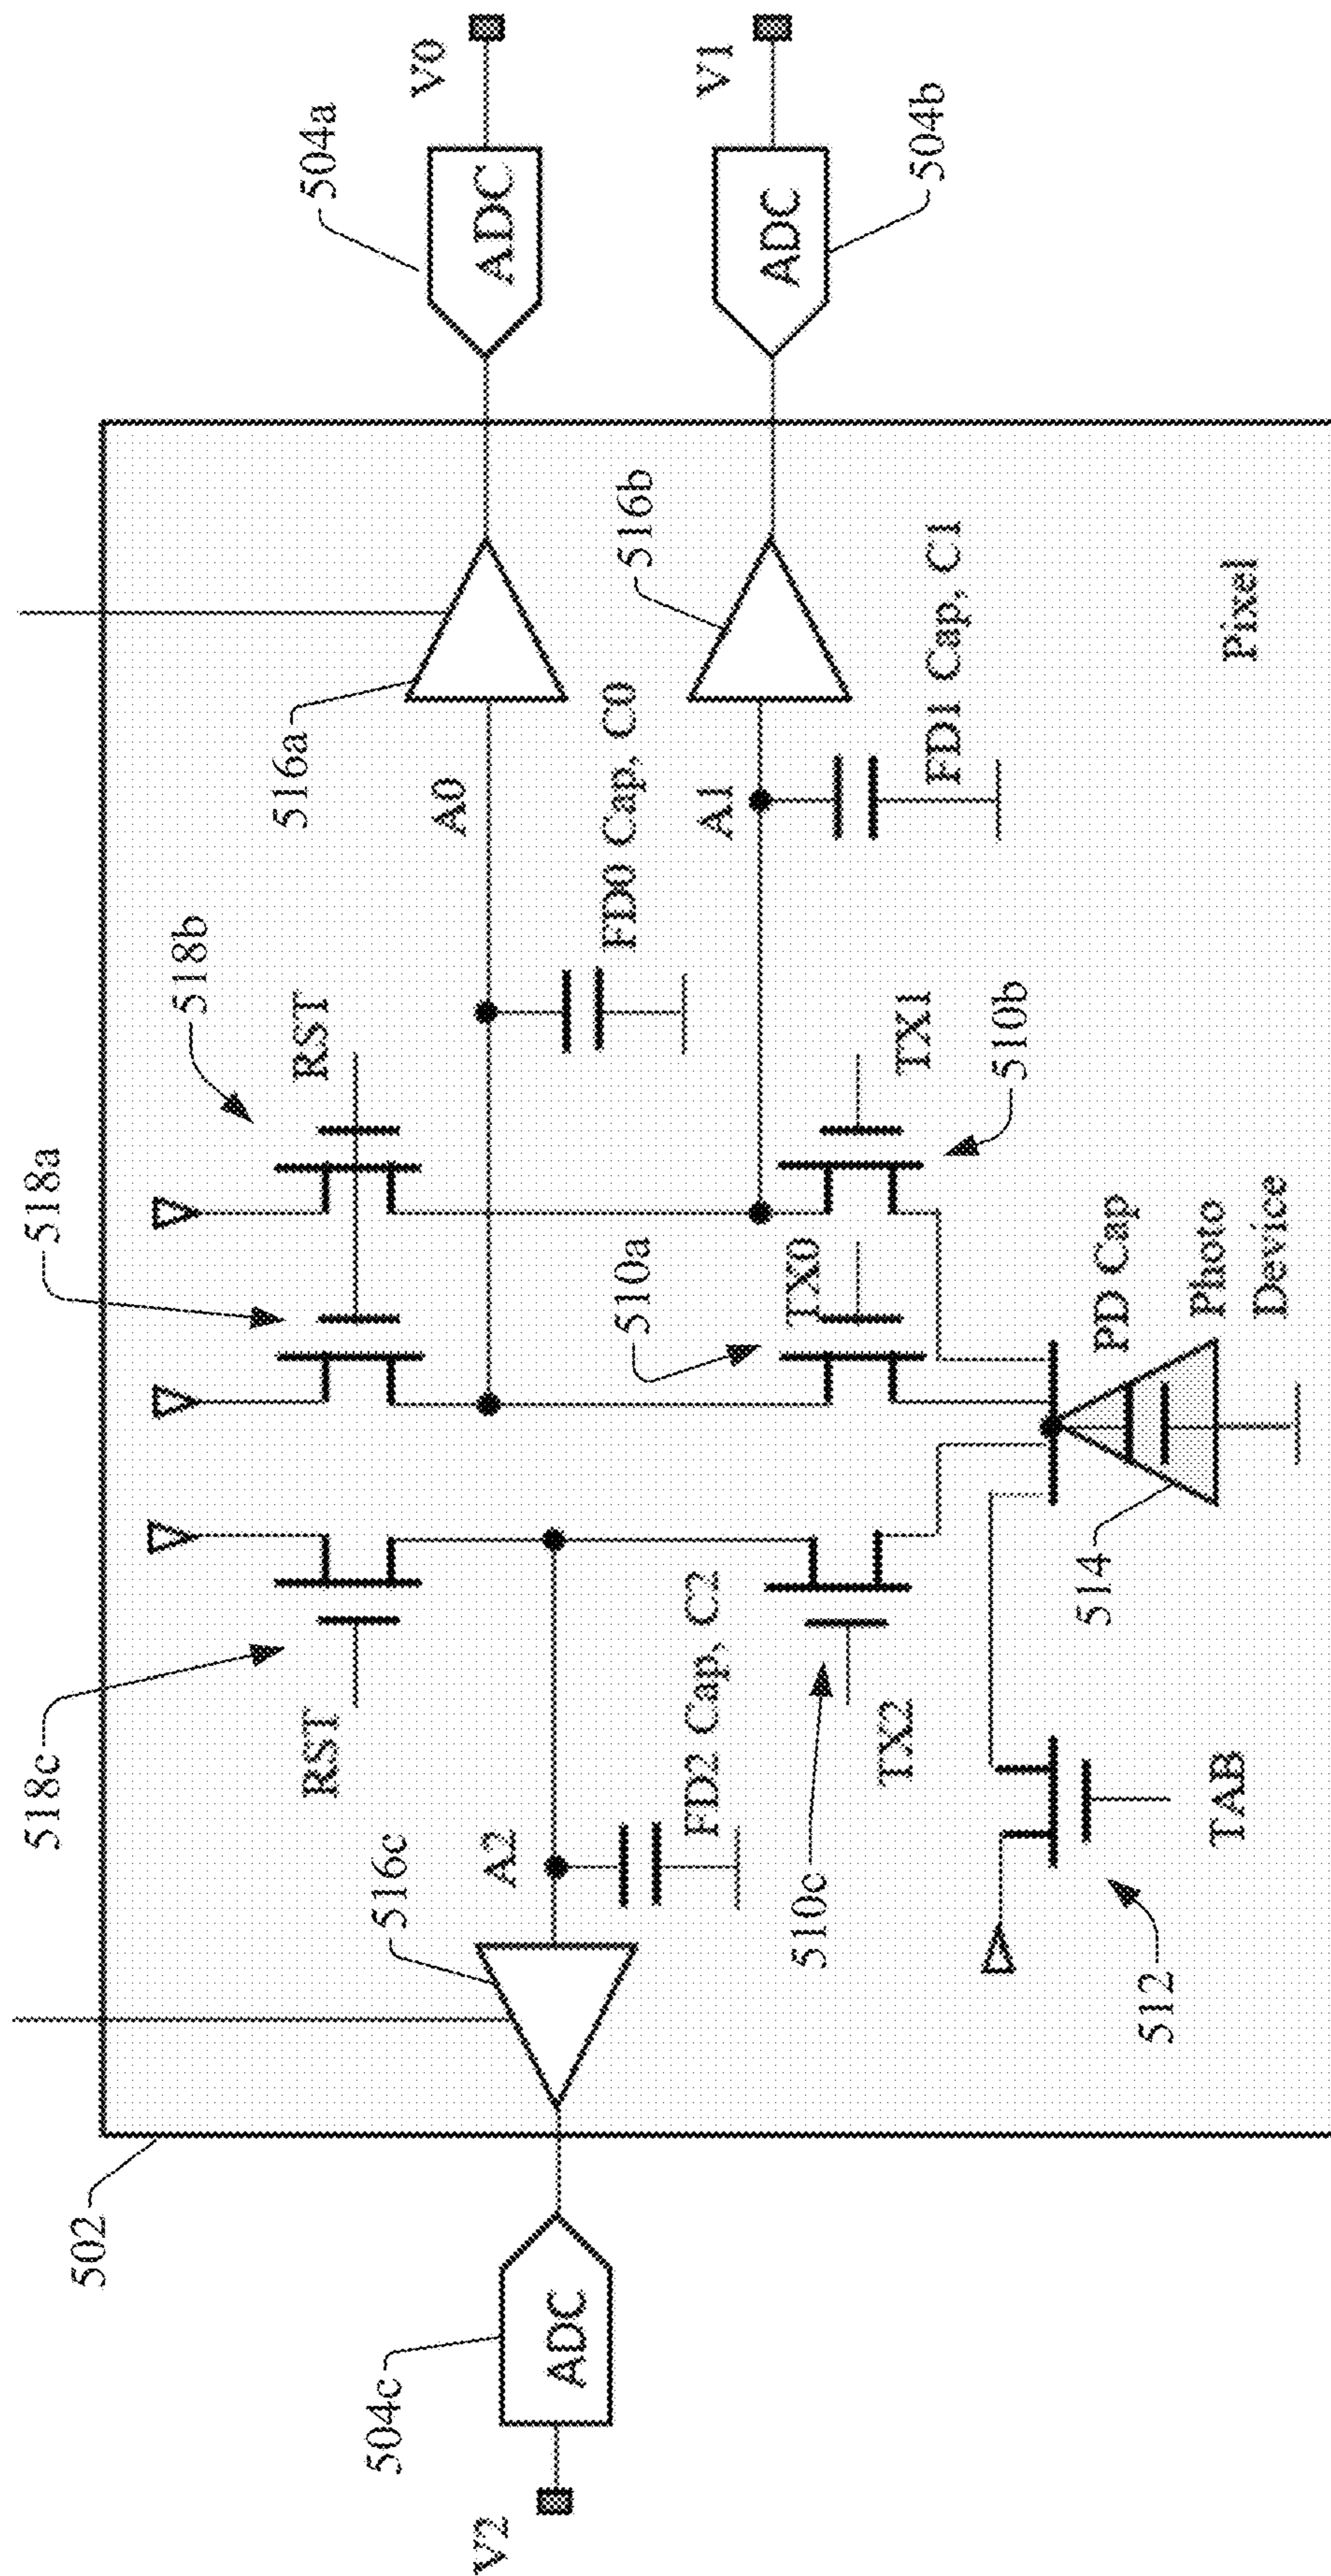 502
504c
ADC
V2
518c
RST
516c
A2
FD2 Cap, C2
510c
TX2
512
TAB
514
PD Cap
Photo
Device
518a
518b
RST
510a
TX0
TX1
510b
516a
A0
FD0 Cap, C0
516b
A1
FD1 Cap, C1
Pixel
504a
ADC
V0
504b
ADC
V1